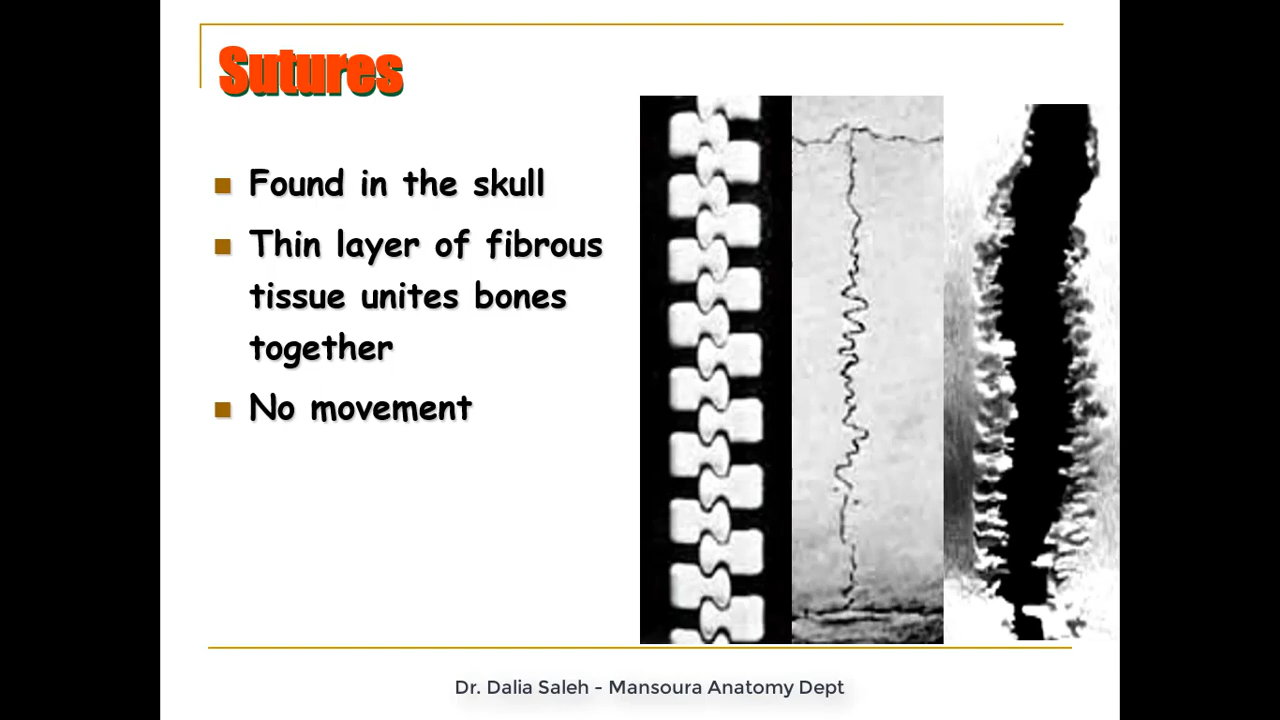 Sutures
Found in the skull
Thin layer of fibrous
tissue unites bones
together
No movement
Dr. Dalia Saleh - Mansoura Anatomy Dept